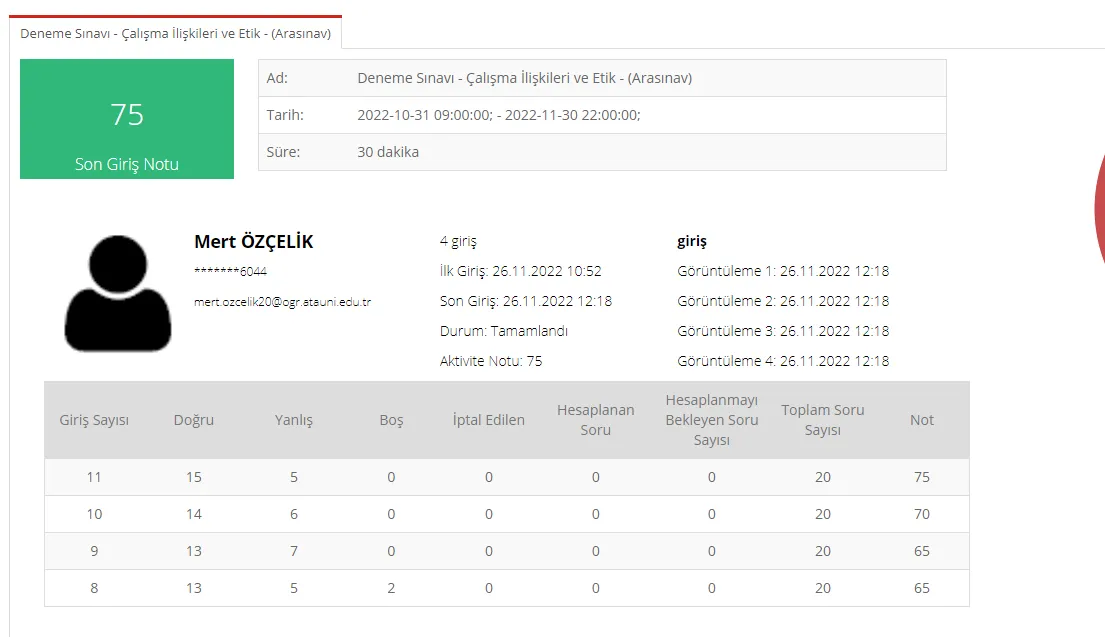 Deneme Sınavı - Çalışma İlişkileri ve Etik - (Arasınav)
75
Son Giriş Notu
Ad: Deneme Sınavı - Çalışma İlişkileri ve Etik - (Arasınav)
Tarih: 2022-10-31 09:00:00; - 2022-11-30 22:00:00;
Süre: 30 dakika
Mert ÖZÇELİK
*******6044
mert.ozcelik20@ogr.atauni.edu.tr
4 giriş
İlk Giriş: 26.11.2022 10:52
Son Giriş: 26.11.2022 12:18
Durum: Tamamlandı
Aktivite Notu: 75
giriş
Görüntüleme 1: 26.11.2022 12:18
Görüntüleme 2: 26.11.2022 12:18
Görüntüleme 3: 26.11.2022 12:18
Görüntüleme 4: 26.11.2022 12:18
Giriş Sayısı Doğru Yanlış Boş İptal Edilen Hesaplanan Soru Hesaplanmayı Bekleyen Soru Sayısı Toplam Soru Sayısı Not
11 15 5 0 0 0 0 20 75
10 14 6 0 0 0 0 20 70
9 13 7 0 0 0 0 20 65
8 13 5 2 0 0 0 20 65